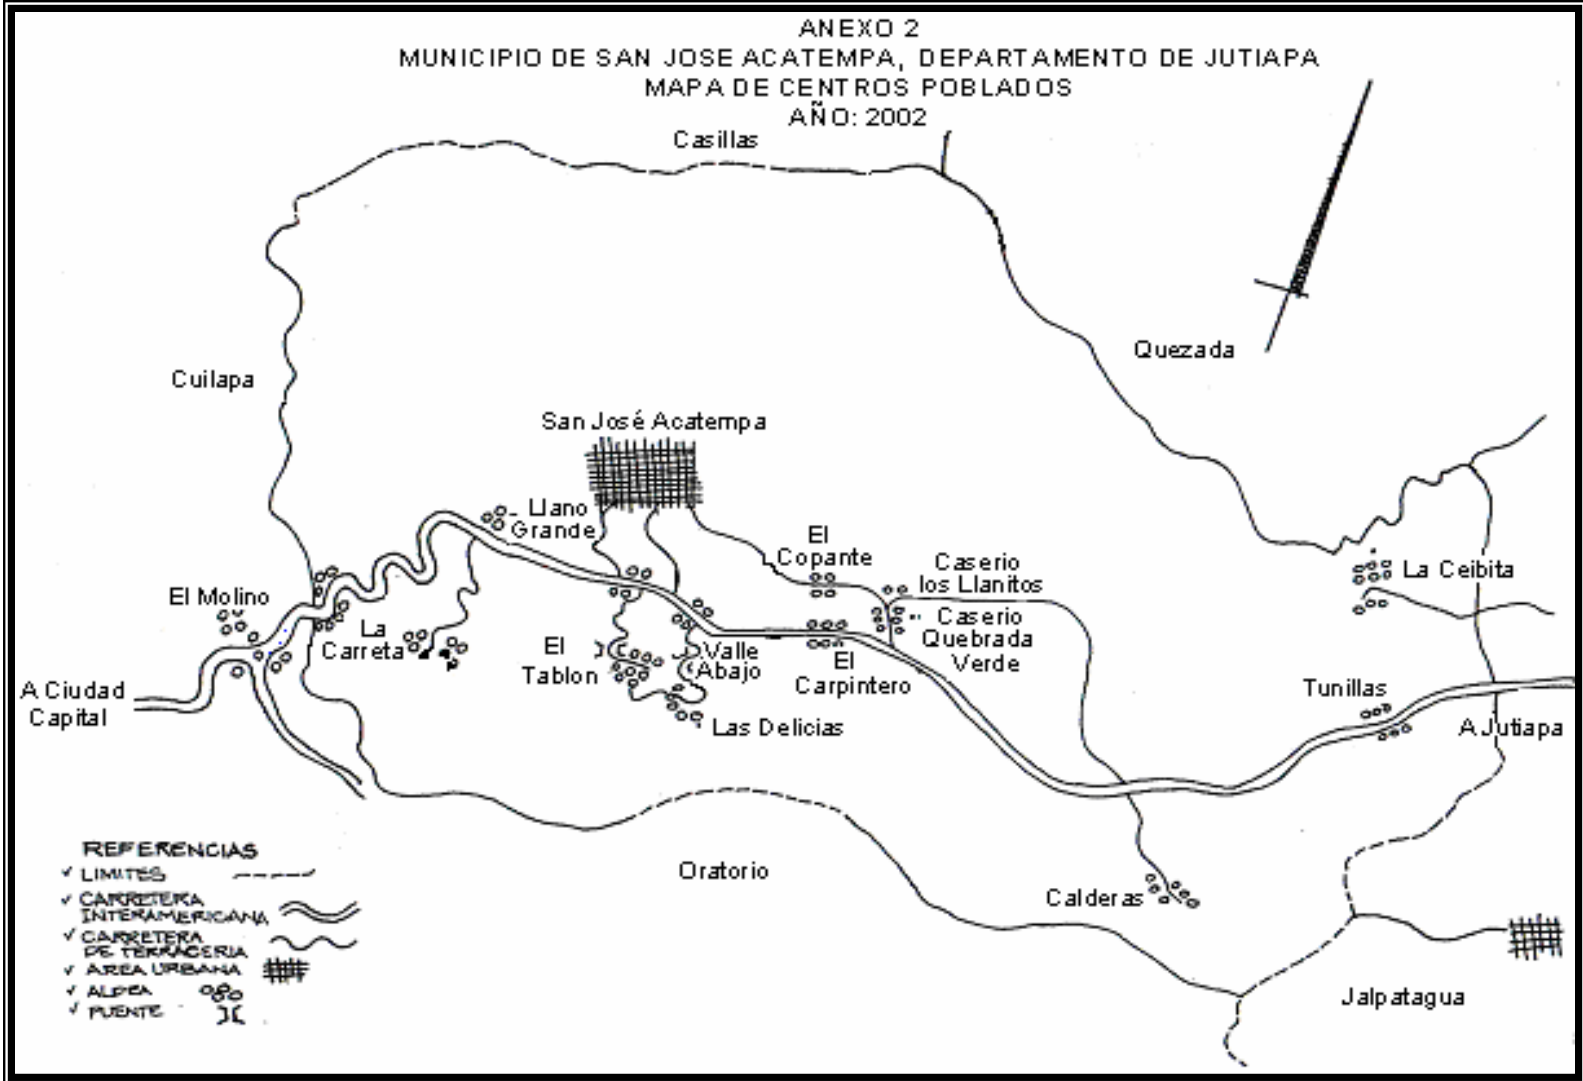 ANEXO 2
MUNICIPIO DE SAN JOSE ACATEMPA, DEPARTAMENTO DE JUTIAPA
MAPA DE CENTROS POBLADOS
AÑO: 2002
Casillas
Quezada
Cuilapa
San José Acatempa
Llano
Grande
El
Copante
Caserio
los Llanitos
La Ceibita
El Molino
La
Carreta
El
Tablon
Valle
Abajo
El
Carpintero
Caserio
Quebrada
Verde
A Ciudad
Capital
Las Delicias
Tunillas
A Jutiapa
Oratorio
Calderas
Jalpatagua
REFERENCIAS
✓ LIMITES
✓ CARRETERA
INTERAMERICANA
✓ CARRETERA
DE TERRACERIA
✓ AREA URBANA
✓ ALDEA
✓ PUENTE